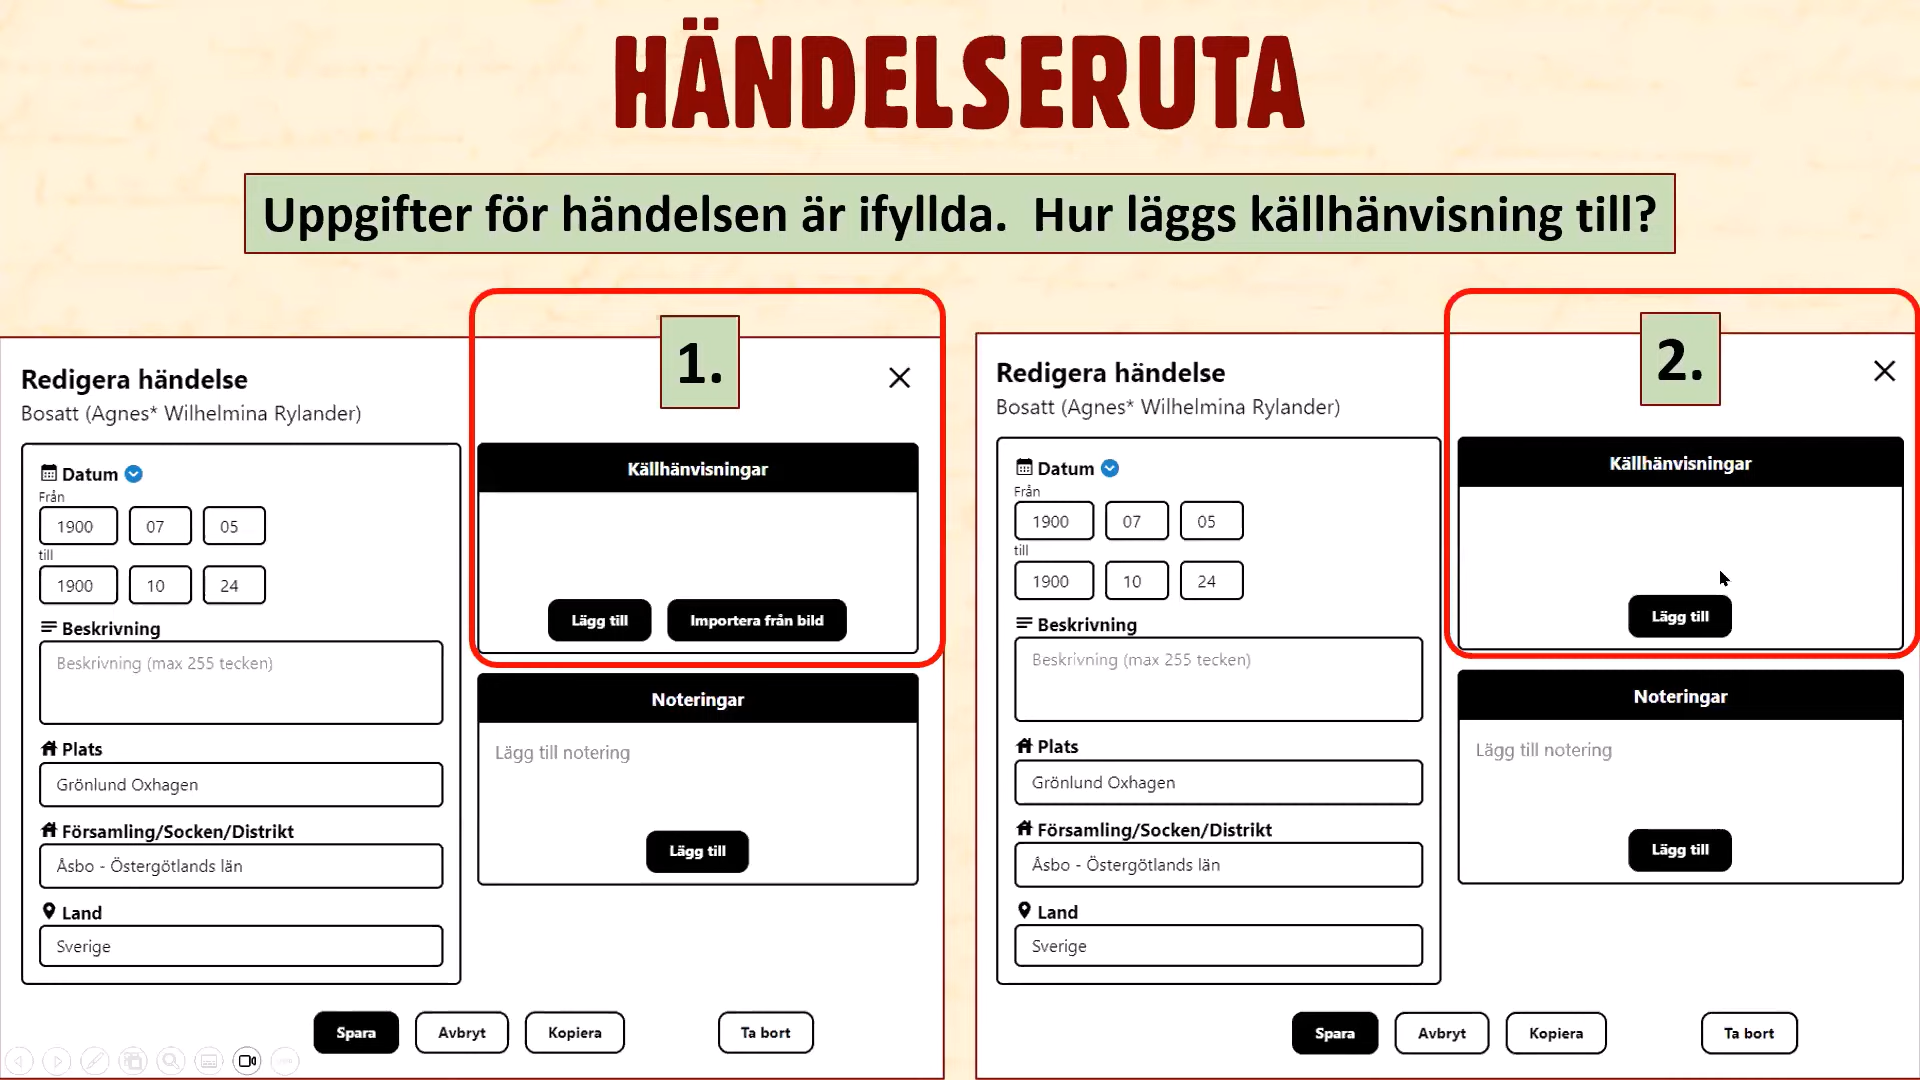 HÄNDELSERUTA
Uppgifter för händelsen är ifyllda.  Hur läggs källhänvisning till?
1.
Redigera händelse
Bosatt (Agnes* Wilhelmina Rylander)
Datum
Från
1900 07 05
till
1900 10 24
Beskrivning
Beskrivning (max 255 tecken)
Plats
Grönlund Oxhagen
Församling/Socken/Distrikt
Åsbo - Östergötlands län
Land
Sverige
Källhänvisningar
Lägg till Importera från bild
Noteringar
Lägg till notering
Lägg till
Spara Avbryt Kopiera Ta bort
2.
Redigera händelse
Bosatt (Agnes* Wilhelmina Rylander)
Datum
Från
1900 07 05
till
1900 10 24
Beskrivning
Beskrivning (max 255 tecken)
Plats
Grönlund Oxhagen
Församling/Socken/Distrikt
Åsbo - Östergötlands län
Land
Sverige
Källhänvisningar
Lägg till
Noteringar
Lägg till notering
Lägg till
Spara Avbryt Kopiera Ta bort